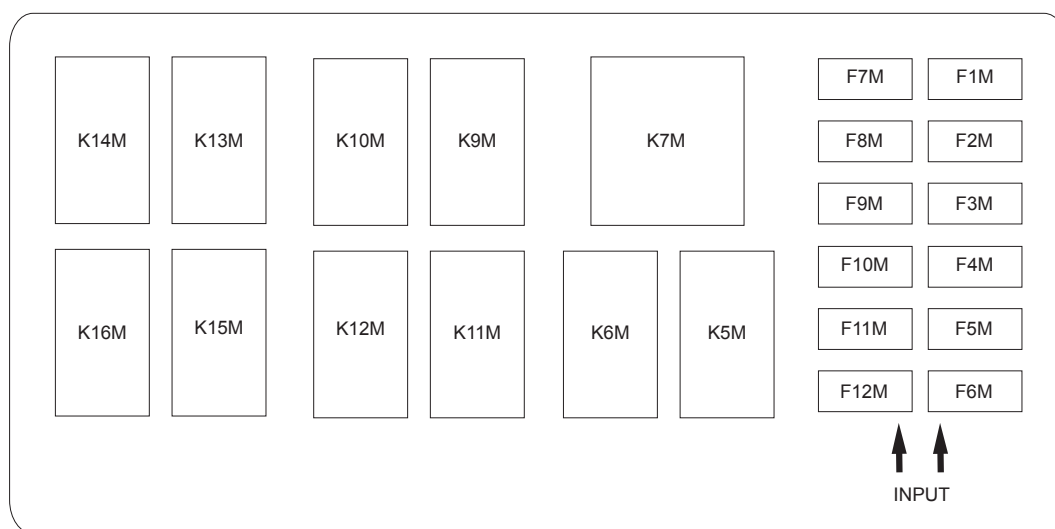 F7M F1M
K14M K13M K10M K9M K7M F8M F2M
F9M F3M
F10M F4M
K16M K15M K12M K11M K6M K5M F11M F5M
F12M F6M
INPUT